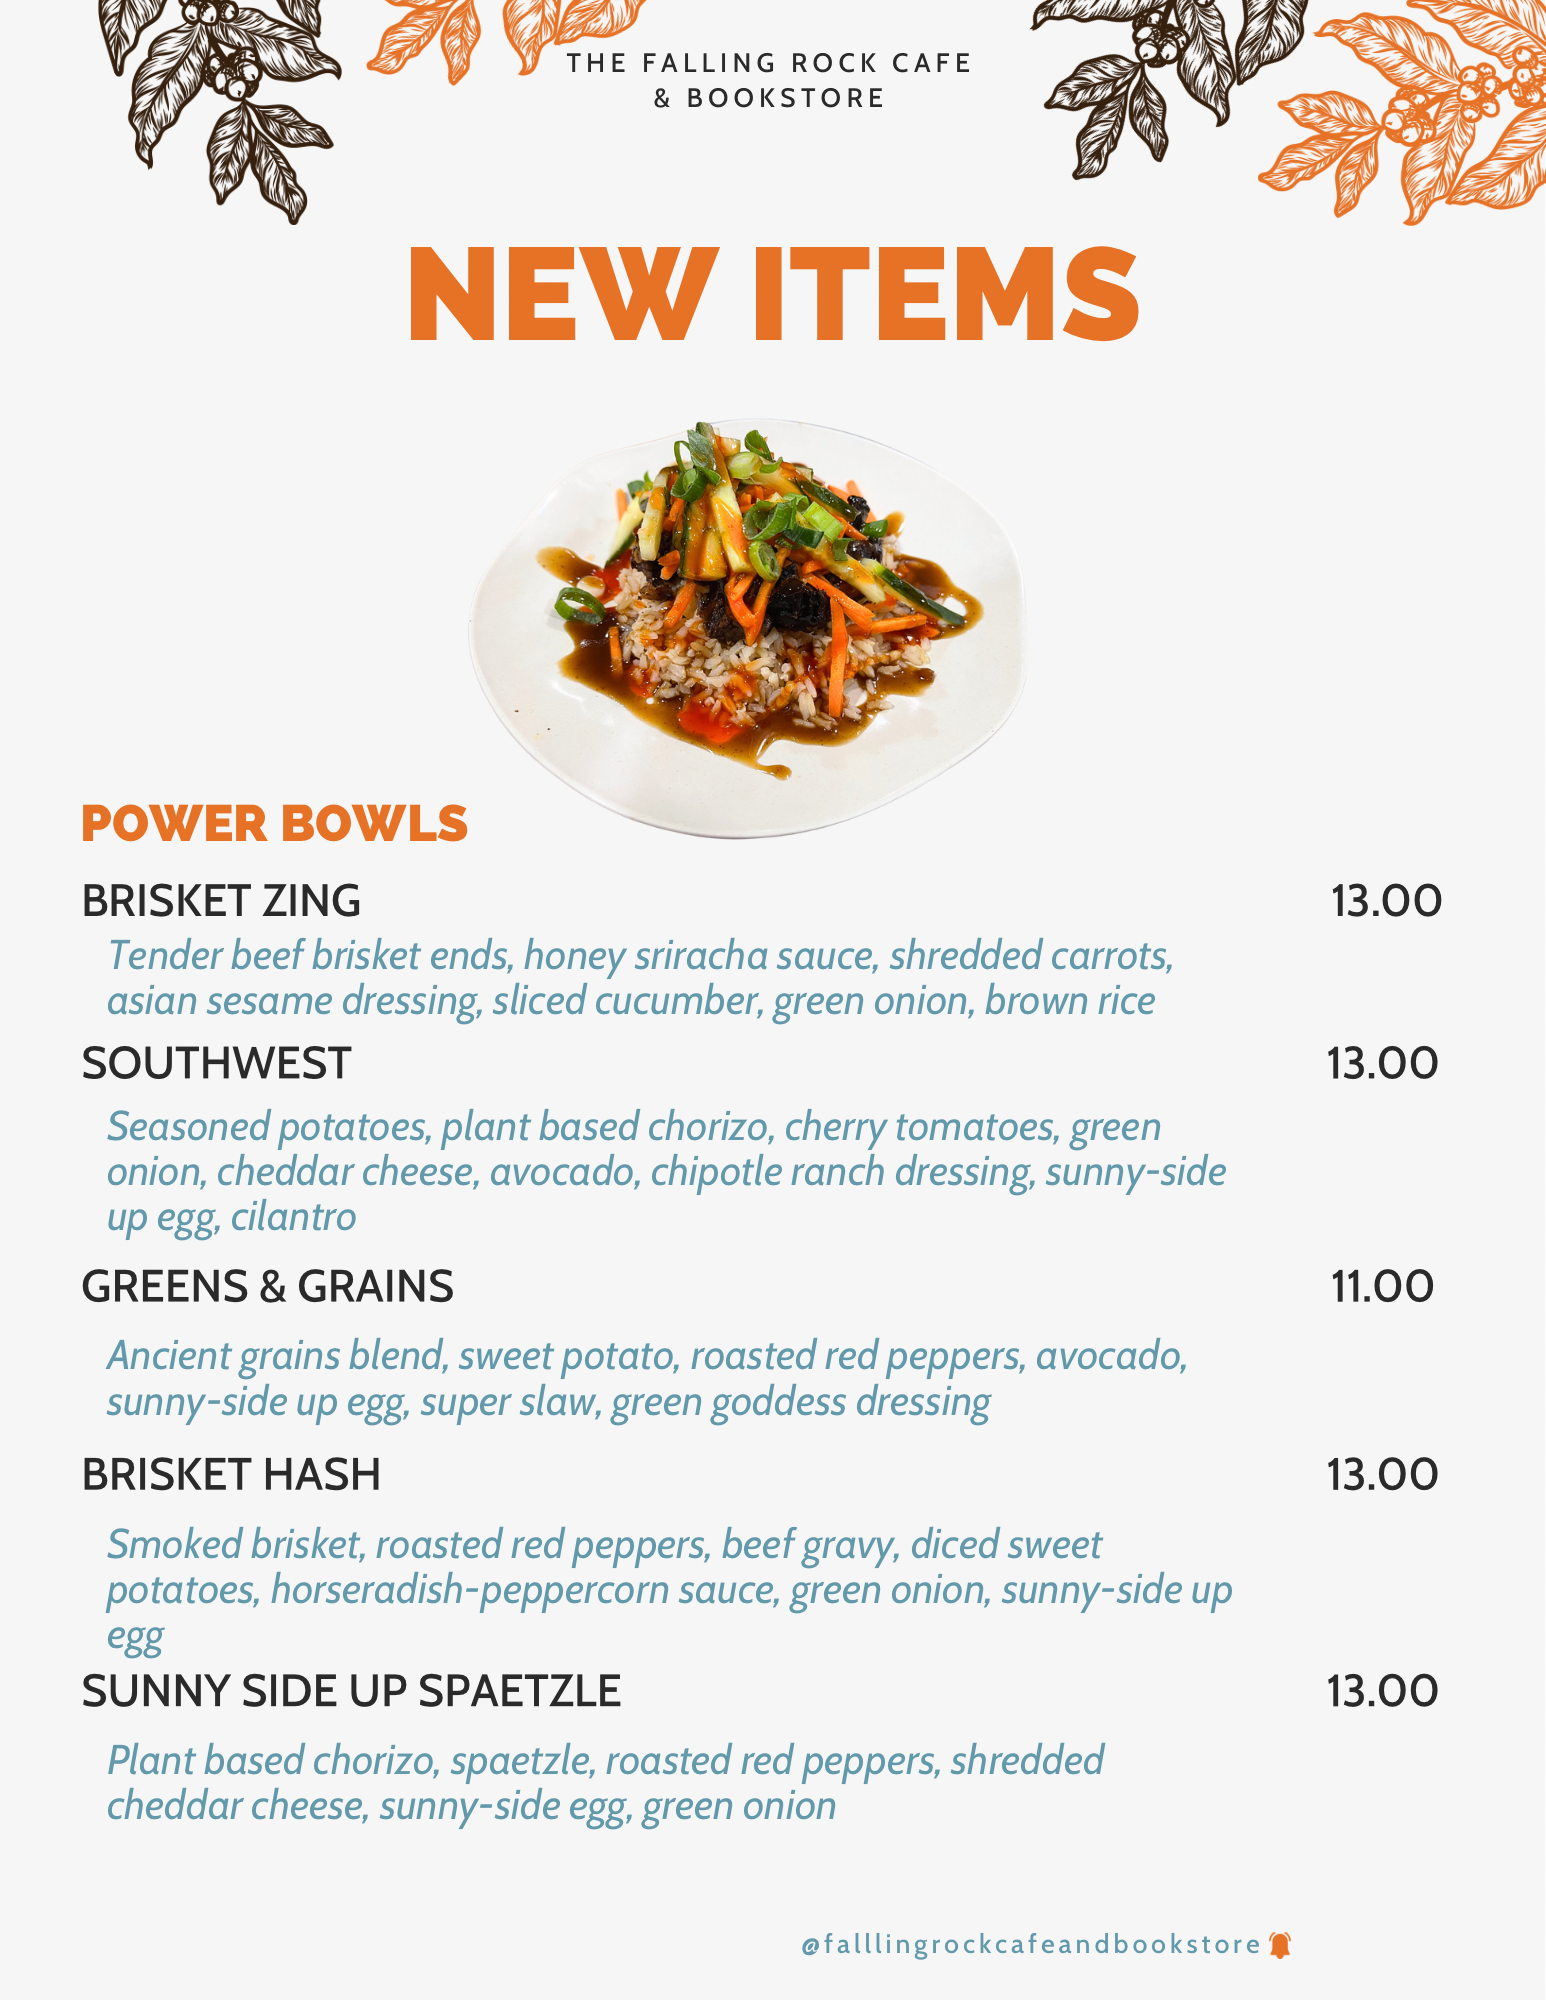 THE FALLING ROCK CAFE
& BOOKSTORE
NEW ITEMS
POWER BOWLS
BRISKET ZING 13.00
Tender beef brisket ends, honey sriracha sauce, shredded carrots,
asian sesame dressing, sliced cucumber, green onion, brown rice
SOUTHWEST 13.00
Seasoned potatoes, plant based chorizo, cherry tomatoes, green
onion, cheddar cheese, avocado, chipotle ranch dressing, sunny-side
up egg, cilantro
GREENS & GRAINS 11.00
Ancient grains blend, sweet potato, roasted red peppers, avocado,
sunny-side up egg, super slaw, green goddess dressing
BRISKET HASH 13.00
Smoked brisket, roasted red peppers, beef gravy, diced sweet
potatoes, horseradish-peppercorn sauce, green onion, sunny-side up
egg
SUNNY SIDE UP SPAETZLE 13.00
Plant based chorizo, spaetzle, roasted red peppers, shredded
cheddar cheese, sunny-side egg, green onion
@falllingrockcafeandbookstore